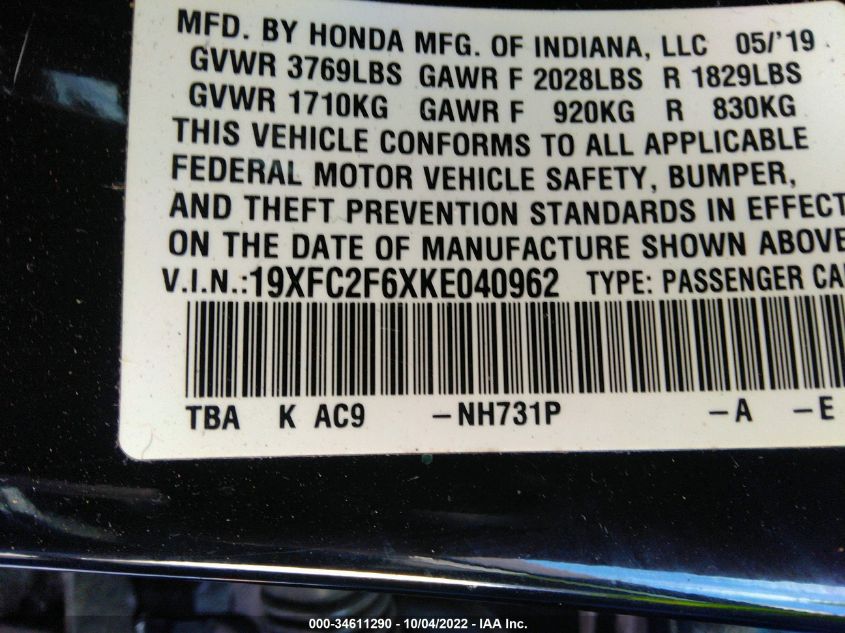 MFD. BY HONDA MFG. OF INDIANA, LLC 05/'19
GVWR 3769LBS GAWR F 2028LBS R 1829LBS
GVWR 1710KG GAWR F 920KG R 830KG
THIS VEHICLE CONFORMS TO ALL APPLICABLE
FEDERAL MOTOR VEHICLE SAFETY, BUMPER,
AND THEFT PREVENTION STANDARDS IN EFFECT
ON THE DATE OF MANUFACTURE SHOWN ABOVE
V.I.N.:19XFC2F6XKE040962 TYPE: PASSENGER CA
TBA K AC9 -NH731P -A -E
000-34611290 - 10/04/2022 - IAA Inc.